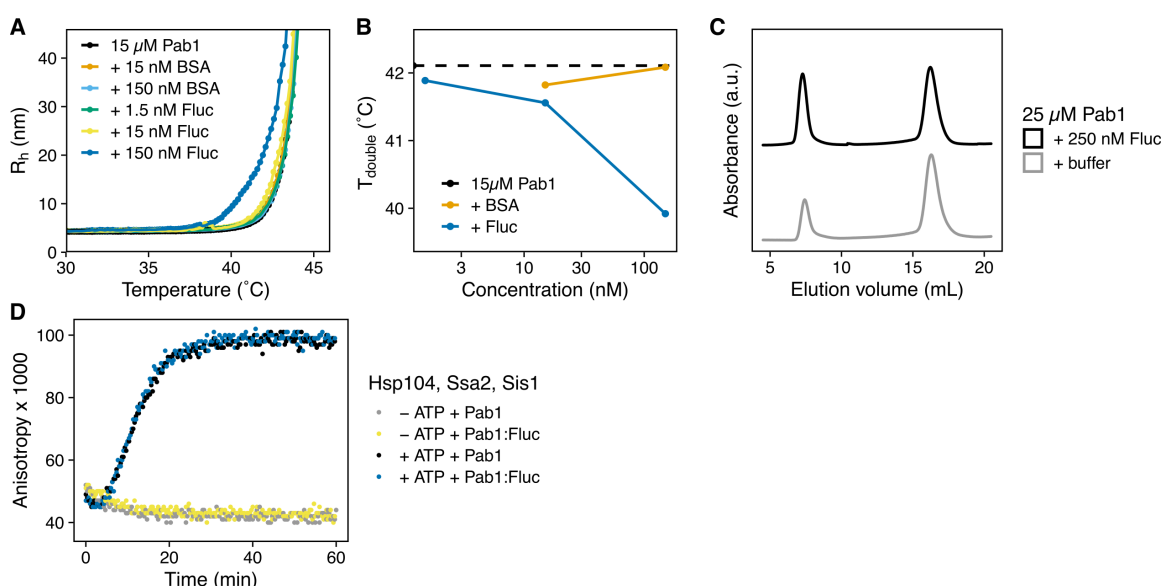 A
R_h (nm)
40
30
20
10
0
15 µM Pab1
+ 15 nM BSA
+ 150 nM BSA
+ 1.5 nM Fluc
+ 15 nM Fluc
+ 150 nM Fluc
30 35 40 45
Temperature (˚C)
B
T_double (˚C)
42
41
40
15µM Pab1
+ BSA
+ Fluc
3 10 30 100
Concentration (nM)
C
Absorbance (a.u.)
5 10 15 20
Elution volume (mL)
25 µM Pab1
+ 250 nM Fluc
+ buffer
D
Anisotropy x 1000
100
80
60
40
0 20 40 60
Time (min)
Hsp104, Ssa2, Sis1
− ATP + Pab1
− ATP + Pab1:Fluc
+ ATP + Pab1
+ ATP + Pab1:Fluc